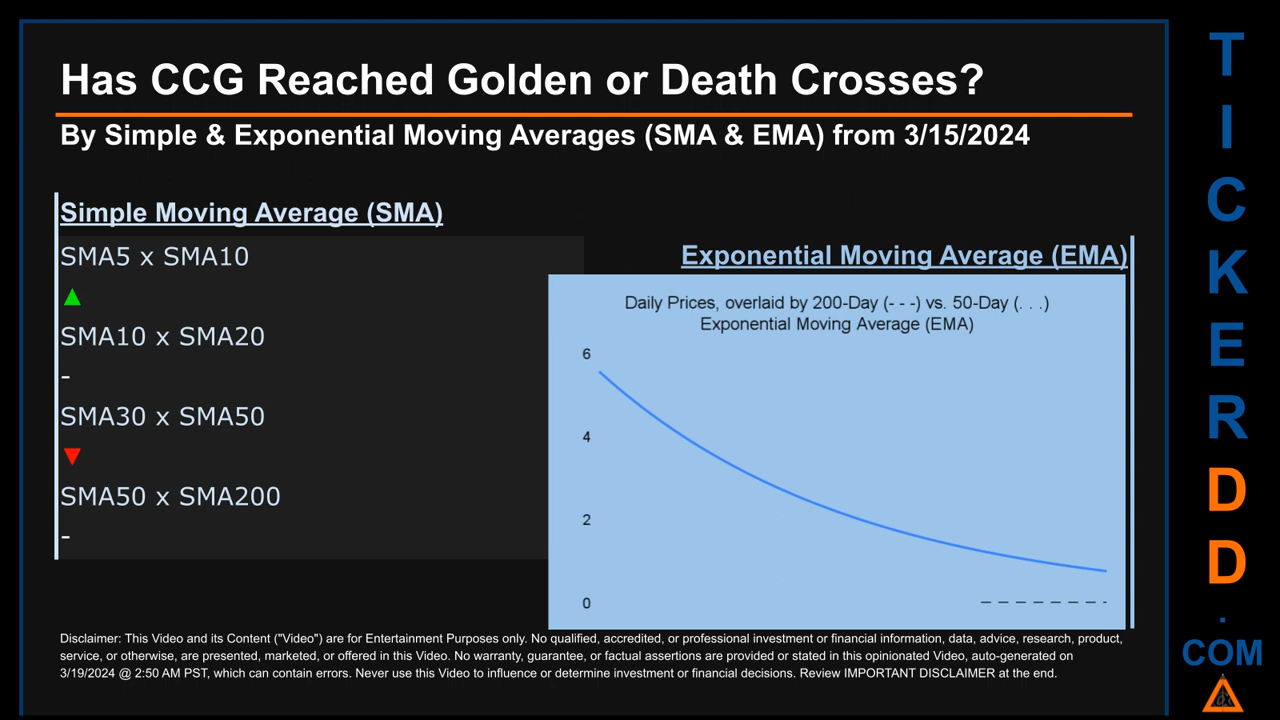 Has CCG Reached Golden or Death Crosses?
By Simple & Exponential Moving Averages (SMA & EMA) from 3/15/2024
Simple Moving Average (SMA)
SMA5 x SMA10
▲
SMA10 x SMA20
-
SMA30 x SMA50
▼
SMA50 x SMA200
-
Exponential Moving Average (EMA)
Daily Prices, overlaid by 200-Day (- - -) vs. 50-Day (. . .)
Exponential Moving Average (EMA)
6
4
2
0
Disclaimer: This Video and its Content ("Video") are for Entertainment Purposes only. No qualified, accredited, or professional investment or financial information, data, advice, research, product,
service, or otherwise, are presented, marketed, or offered in this Video. No warranty, guarantee, or factual assertions are provided or stated in this opinionated Video, auto-generated on
3/19/2024 @ 2:50 AM PST, which can contain errors. Never use this Video to influence or determine investment or financial decisions. Review IMPORTANT DISCLAIMER at the end.
T
I
C
K
E
R
D
D
.
COM